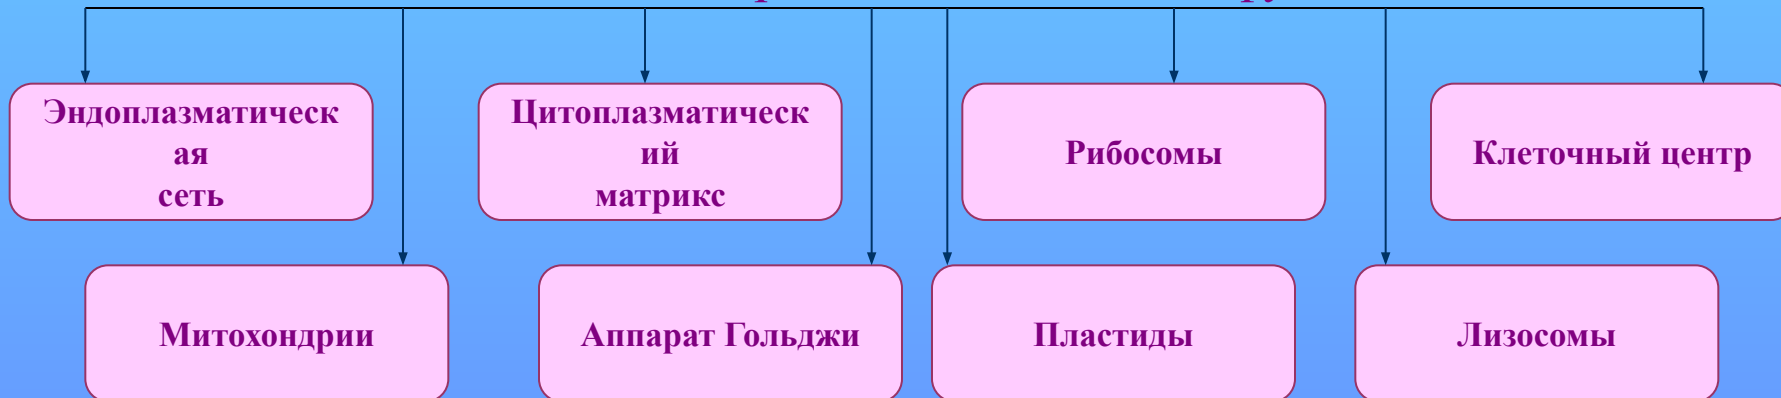 Эндоплазматическ
ая
сеть
Цитоплазматическ
ий
матрикс
Рибосомы
Клеточный центр
Митохондрии
Аппарат Гольджи
Пластиды
Лизосомы